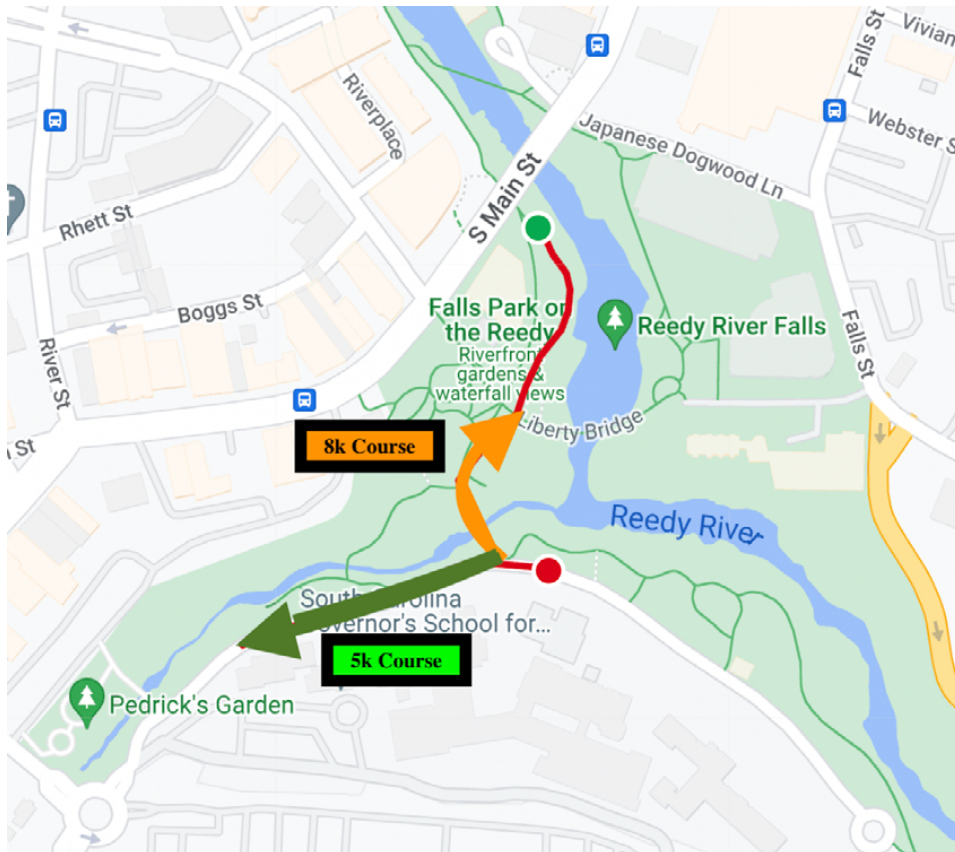 Vivian
Falls St
Webster S
Riverplace
Japanese Dogwood Ln
S Main St
Rhett St
Boggs St
Falls Park on
the Reedy
Riverfront
gardens &
waterfall views
Reedy River Falls
Falls St
River St
Liberty Bridge
8k Course
St
Reedy River
South Carolina
Governor's School for...
5k Course
Pedrick's Garden